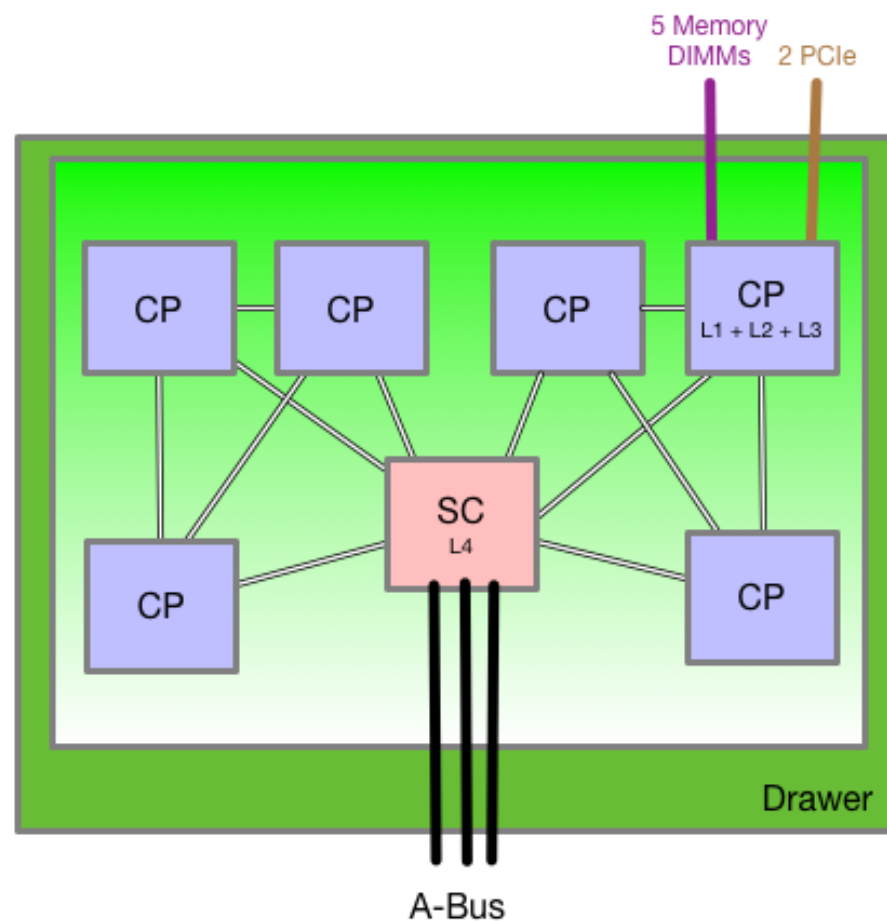 5 Memory
DIMMs
2 PCIe
CP
CP
CP
CP
L1 + L2 + L3
SC
L4
CP
CP
Drawer
A-Bus